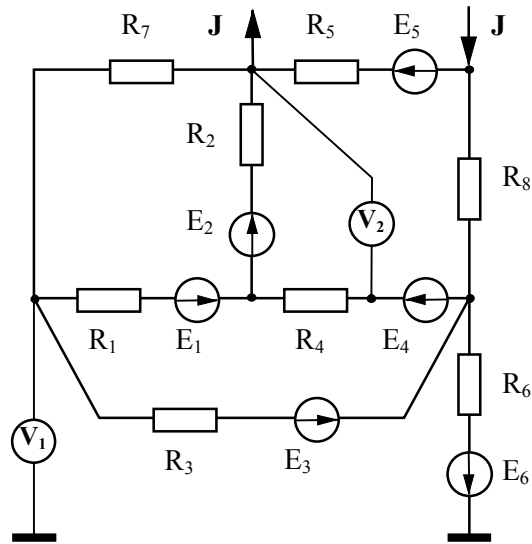 R₇ J R₅ E₅ J
R₂ R₈
E₂ V₂
R₁ E₁ R₄ E₄
R₆
V₁ R₃ E₃ E₆